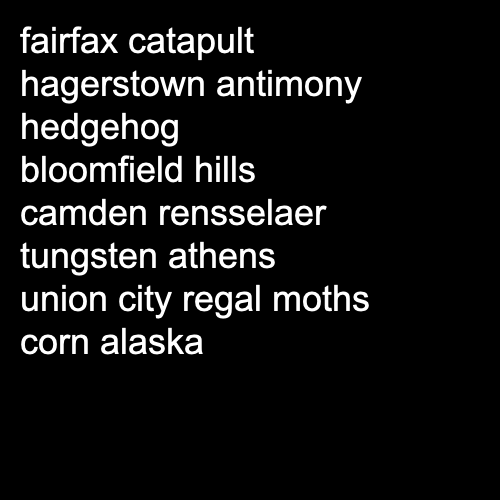 fairfax catapult
hagerstown antimony
hedgehog
bloomfield hills
camden rensselaer
tungsten athens
union city regal moths
corn alaska